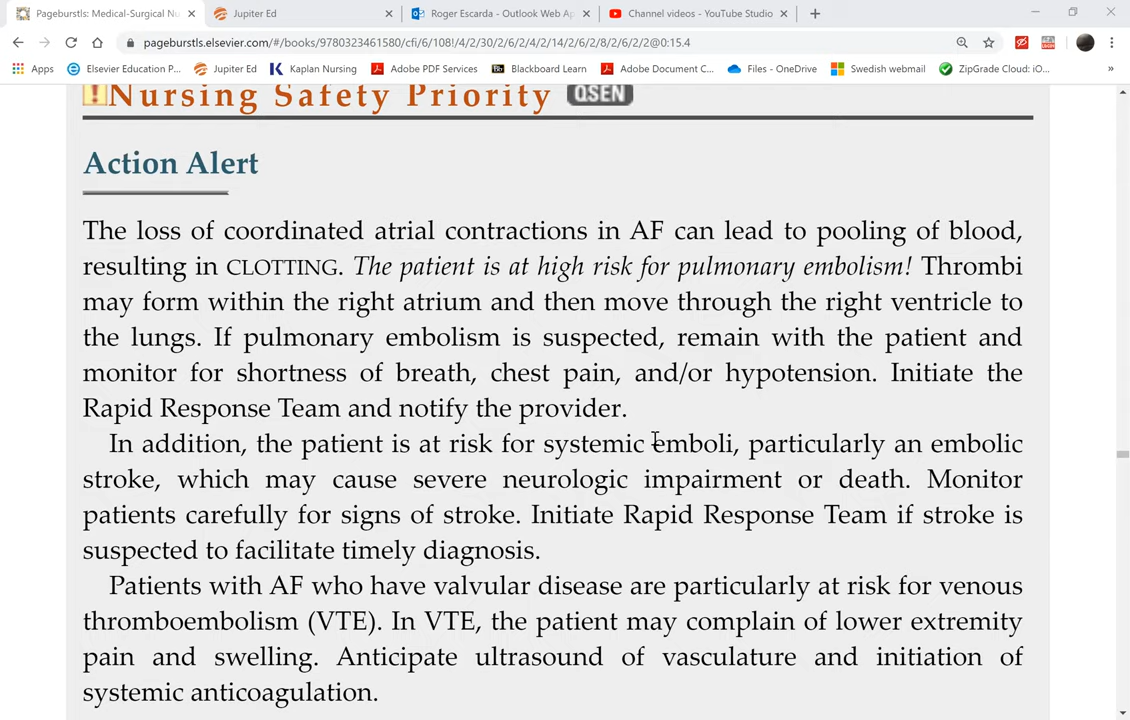 Pageburstls: Medical-Surgical Nu
Jupiter Ed
Roger Escarda - Outlook Web Ap
Channel videos - YouTube Studio
pageburstls.elsevier.com/#/books/9780323461580/cfi/6/108!/4/2/30/2/6/2/4/2/14/2/6/2/8/2/6/2/2@0:15.4
Apps
Elsevier Education P...
Jupiter Ed
Kaplan Nursing
Adobe PDF Services
Blackboard Learn
Adobe Document C...
Files - OneDrive
Swedish webmail
ZipGrade Cloud: iO...
»
Nursing Safety Priority QSEN
Action Alert
The loss of coordinated atrial contractions in AF can lead to pooling of blood,
resulting in CLOTTING. The patient is at high risk for pulmonary embolism! Thrombi
may form within the right atrium and then move through the right ventricle to
the lungs. If pulmonary embolism is suspected, remain with the patient and
monitor for shortness of breath, chest pain, and/or hypotension. Initiate the
Rapid Response Team and notify the provider.
In addition, the patient is at risk for systemic emboli, particularly an embolic
stroke, which may cause severe neurologic impairment or death. Monitor
patients carefully for signs of stroke. Initiate Rapid Response Team if stroke is
suspected to facilitate timely diagnosis.
Patients with AF who have valvular disease are particularly at risk for venous
thromboembolism (VTE). In VTE, the patient may complain of lower extremity
pain and swelling. Anticipate ultrasound of vasculature and initiation of
systemic anticoagulation.